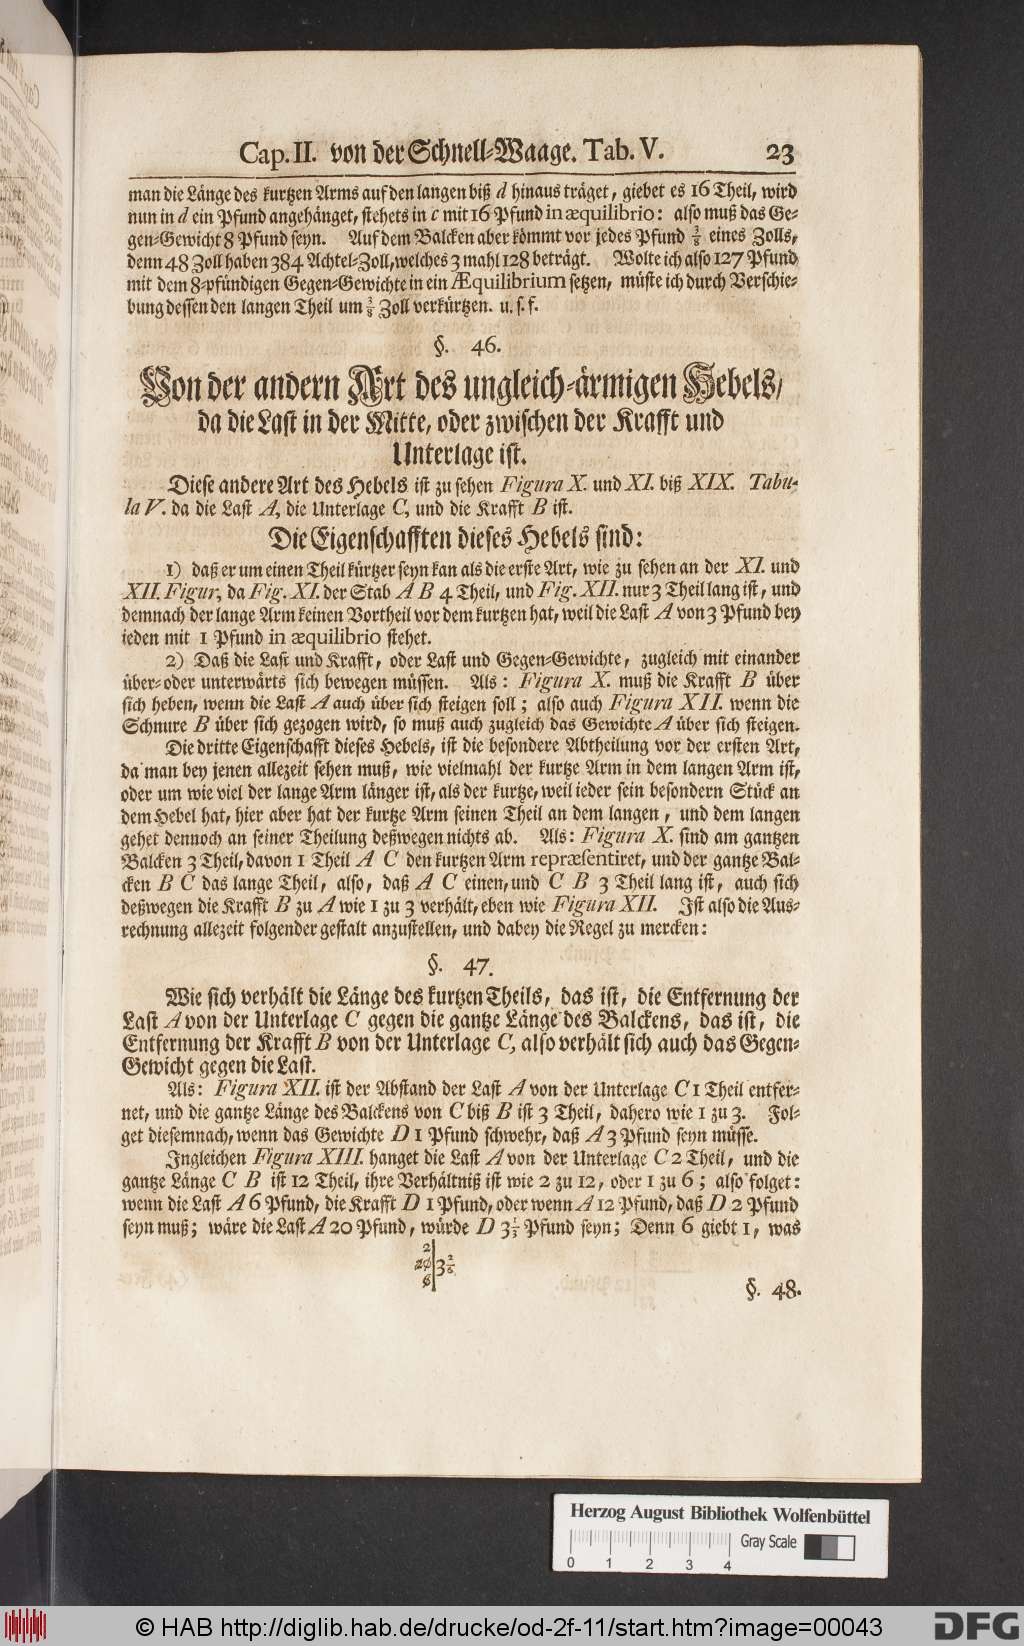 Cap. II. von der Schnell-Waage. Tab. V. 23
man die Länge des kurtzen Arms auf den langen biß d hinaus träget, giebet es 16 Theil, wird
nun in d ein Pfund angehänget, stehets in c mit 16 Pfund in æquilibrio: also muß das Ge-
gen-Gewicht 8 Pfund seyn. Auf dem Balcken aber kömmt vor jedes Pfund 3/8 eines Zolls,
denn 48 Zoll haben 384 Achtel-Zoll, welches 3 mahl 128 beträgt. Wolte ich also 127 Pfund
mit dem 8-pfündigen Gegen-Gewichte in ein Æquilibrium setzen, müste ich durch Verschie-
bung dessen den langen Theil um 3/8 Zoll verkürtzen. u. s. f.
§. 46.
Von der andern Art des ungleich-ärmigen Hebels/
da die Last in der Mitte, oder zwischen der Krafft und
Unterlage ist.
Diese andere Art des Hebels ist zu sehen Figura X. und XI. biß XIX. Tabu-
la V. da die Last A, die Unterlage C, und die Krafft B ist.
Die Eigenschafften dieses Hebels sind:
1) daß er um einen Theil kürtzer seyn kan als die erste Art, wie zu sehen an der XI. und
XII. Figur, da Fig. XI. der Stab A B 4 Theil, und Fig. XII. nur 3 Theil lang ist, und
demnach der lange Arm keinen Vortheil vor dem kurtzen hat, weil die Last A von 3 Pfund bey
ieden mit 1 Pfund in æquilibrio stehet.
2) Daß die Last und Krafft, oder Last und Gegen-Gewichte, zugleich mit einander
über- oder unterwärts sich bewegen müssen. Als: Figura X. muß die Krafft B über
sich heben, wenn die Last A auch über sich steigen soll; also auch Figura XII. wenn die
Schnure B über sich gezogen wird, so muß auch zugleich das Gewichte A über sich steigen.
Die dritte Eigenschafft dieses Hebels, ist die besondere Abtheilung vor der ersten Art,
da man bey jenen allezeit sehen muß, wie vielmahl der kurtze Arm in dem langen Arm ist,
oder um wie viel der lange Arm länger ist, als der kurtze, weil ieder sein besondern Stück an
dem Hebel hat, hier aber hat der kurtze Arm seinen Theil an dem langen, und dem langen
gehet dennoch an seiner Theilung deßwegen nichts ab. Als: Figura X. sind am gantzen
Balcken 3 Theil, davon 1 Theil A C den kurtzen Arm repræsentiret, und der gantze Bal-
cken B C das lange Theil, also, daß A C einen, und C B 3 Theil lang ist, auch sich
deßwegen die Krafft B zu A wie 1 zu 3 verhält, eben wie Figura XII. Ist also die Aus-
rechnung allezeit folgender gestalt anzustellen, und dabey die Regel zu mercken:
§. 47.
Wie sich verhält die Länge des kurtzen Theils, das ist, die Entfernung der
Last A von der Unterlage C gegen die gantze Länge des Balckens, das ist, die
Entfernung der Krafft B von der Unterlage C, also verhält sich auch das Gegen-
Gewicht gegen die Last.
Als: Figura XII. ist der Abstand der Last A von der Unterlage C 1 Theil entfer-
net, und die gantze Länge des Balckens von C biß B ist 3 Theil, dahero wie 1 zu 3. Fol-
get diesemnach, wenn das Gewichte D 1 Pfund schwehr, daß A 3 Pfund seyn müsse.
Ingleichen Figura XIII. hanget die Last A von der Unterlage C 2 Theil, und die
gantze Länge C B ist 12 Theil, ihre Verhältniß ist wie 2 zu 12, oder 1 zu 6; also folget:
wenn die Last A 6 Pfund, die Krafft D 1 Pfund, oder wenn A 12 Pfund, daß D 2 Pfund
seyn muß; wäre die Last A 20 Pfund, würde D 3 1/3 Pfund seyn; Denn 6 giebt 1, was
2
20 | 3 2/6
6
§. 48.
Herzog August Bibliothek Wolfenbüttel
Gray Scale
0 1 2 3 4
© HAB http://diglib.hab.de/drucke/od-2f-11/start.htm?image=00043
DFG